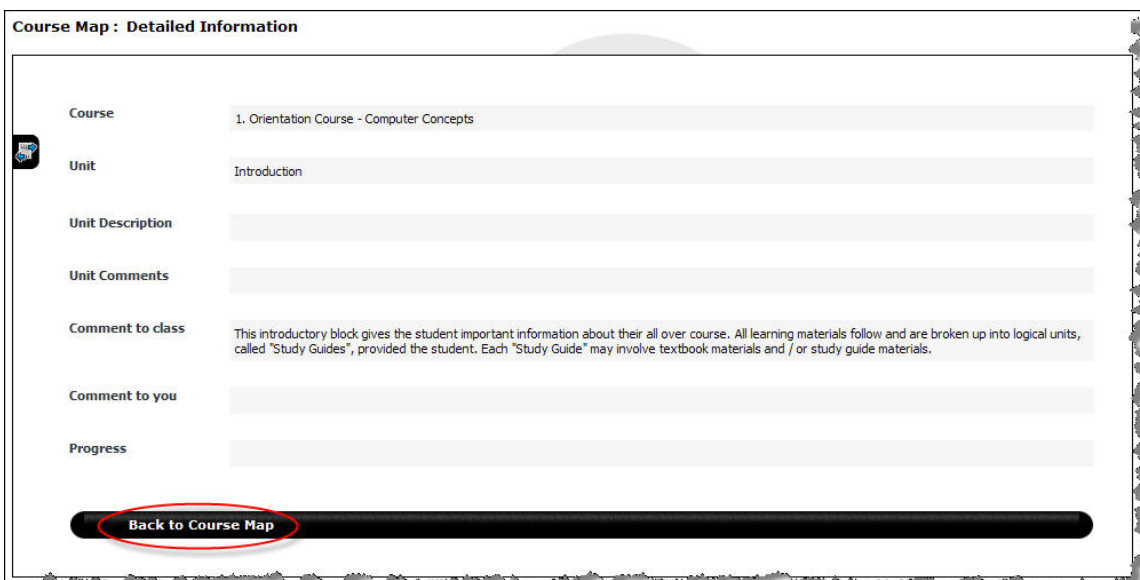 Course Map : Detailed Information
Course
1. Orientation Course - Computer Concepts
Unit
Introduction
Unit Description
Unit Comments
Comment to class
This introductory block gives the student important information about their all over course. All learning materials follow and are broken up into logical units,
called "Study Guides", provided the student. Each "Study Guide" may involve textbook materials and / or study guide materials.
Comment to you
Progress
Back to Course Map